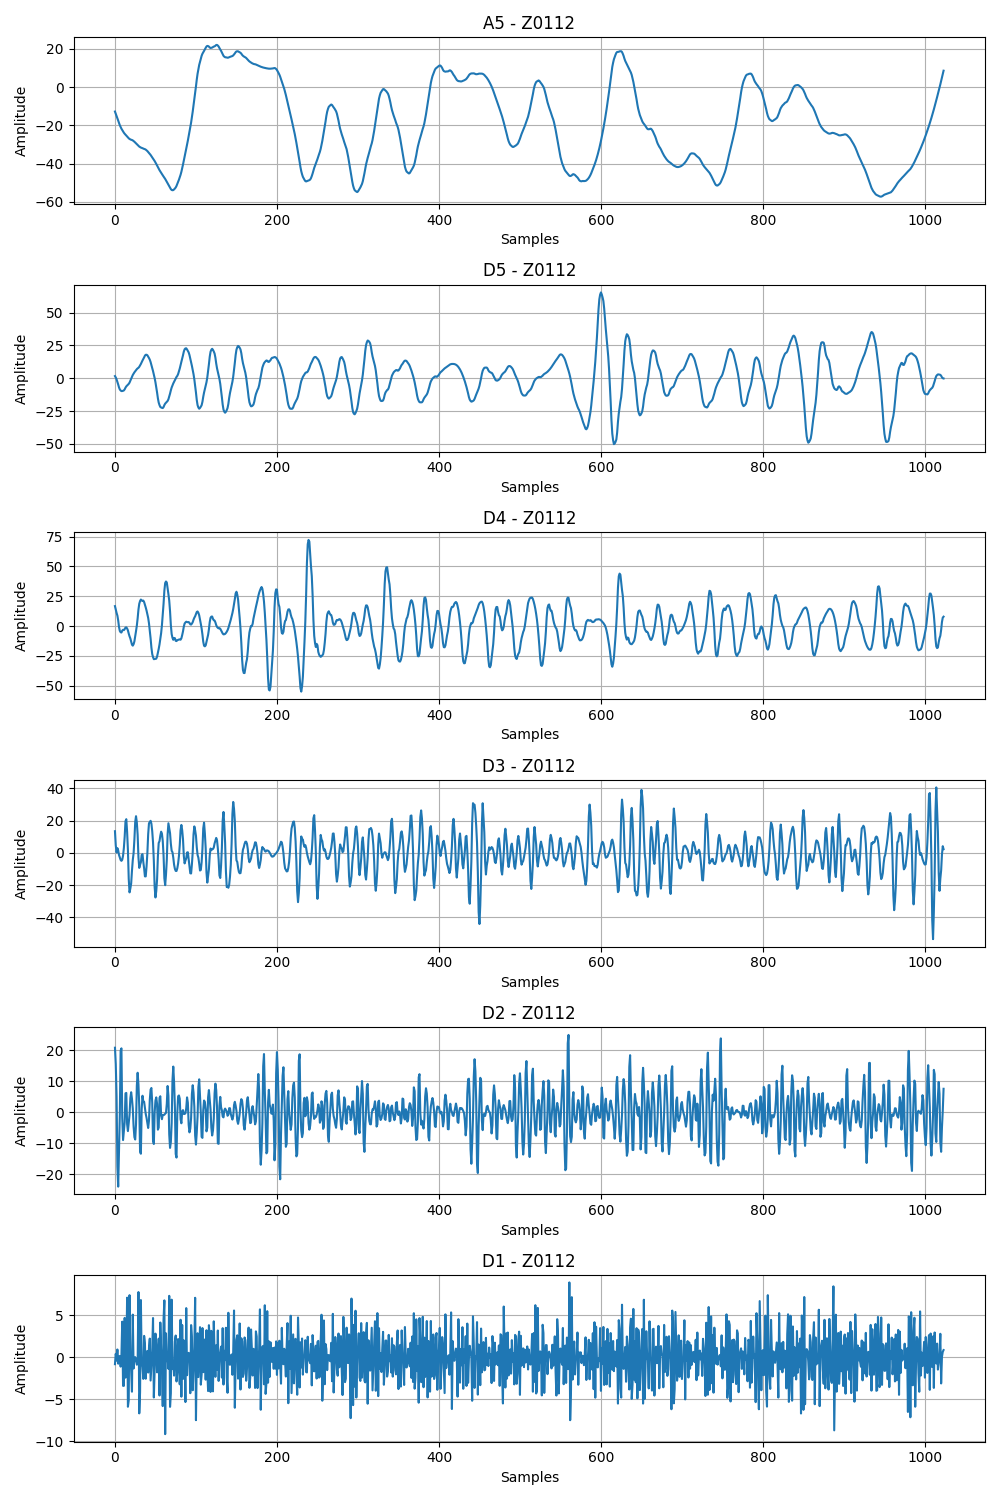 A5 - Z0112
20
0
−20
−40
−60
Amplitude
0 200 400 600 800 1000
Samples
D5 - Z0112
50
25
0
−25
−50
Amplitude
0 200 400 600 800 1000
Samples
D4 - Z0112
75
50
25
0
−25
−50
Amplitude
0 200 400 600 800 1000
Samples
D3 - Z0112
40
20
0
−20
−40
Amplitude
0 200 400 600 800 1000
Samples
D2 - Z0112
20
10
0
−10
−20
Amplitude
0 200 400 600 800 1000
Samples
D1 - Z0112
5
0
−5
−10
Amplitude
0 200 400 600 800 1000
Samples